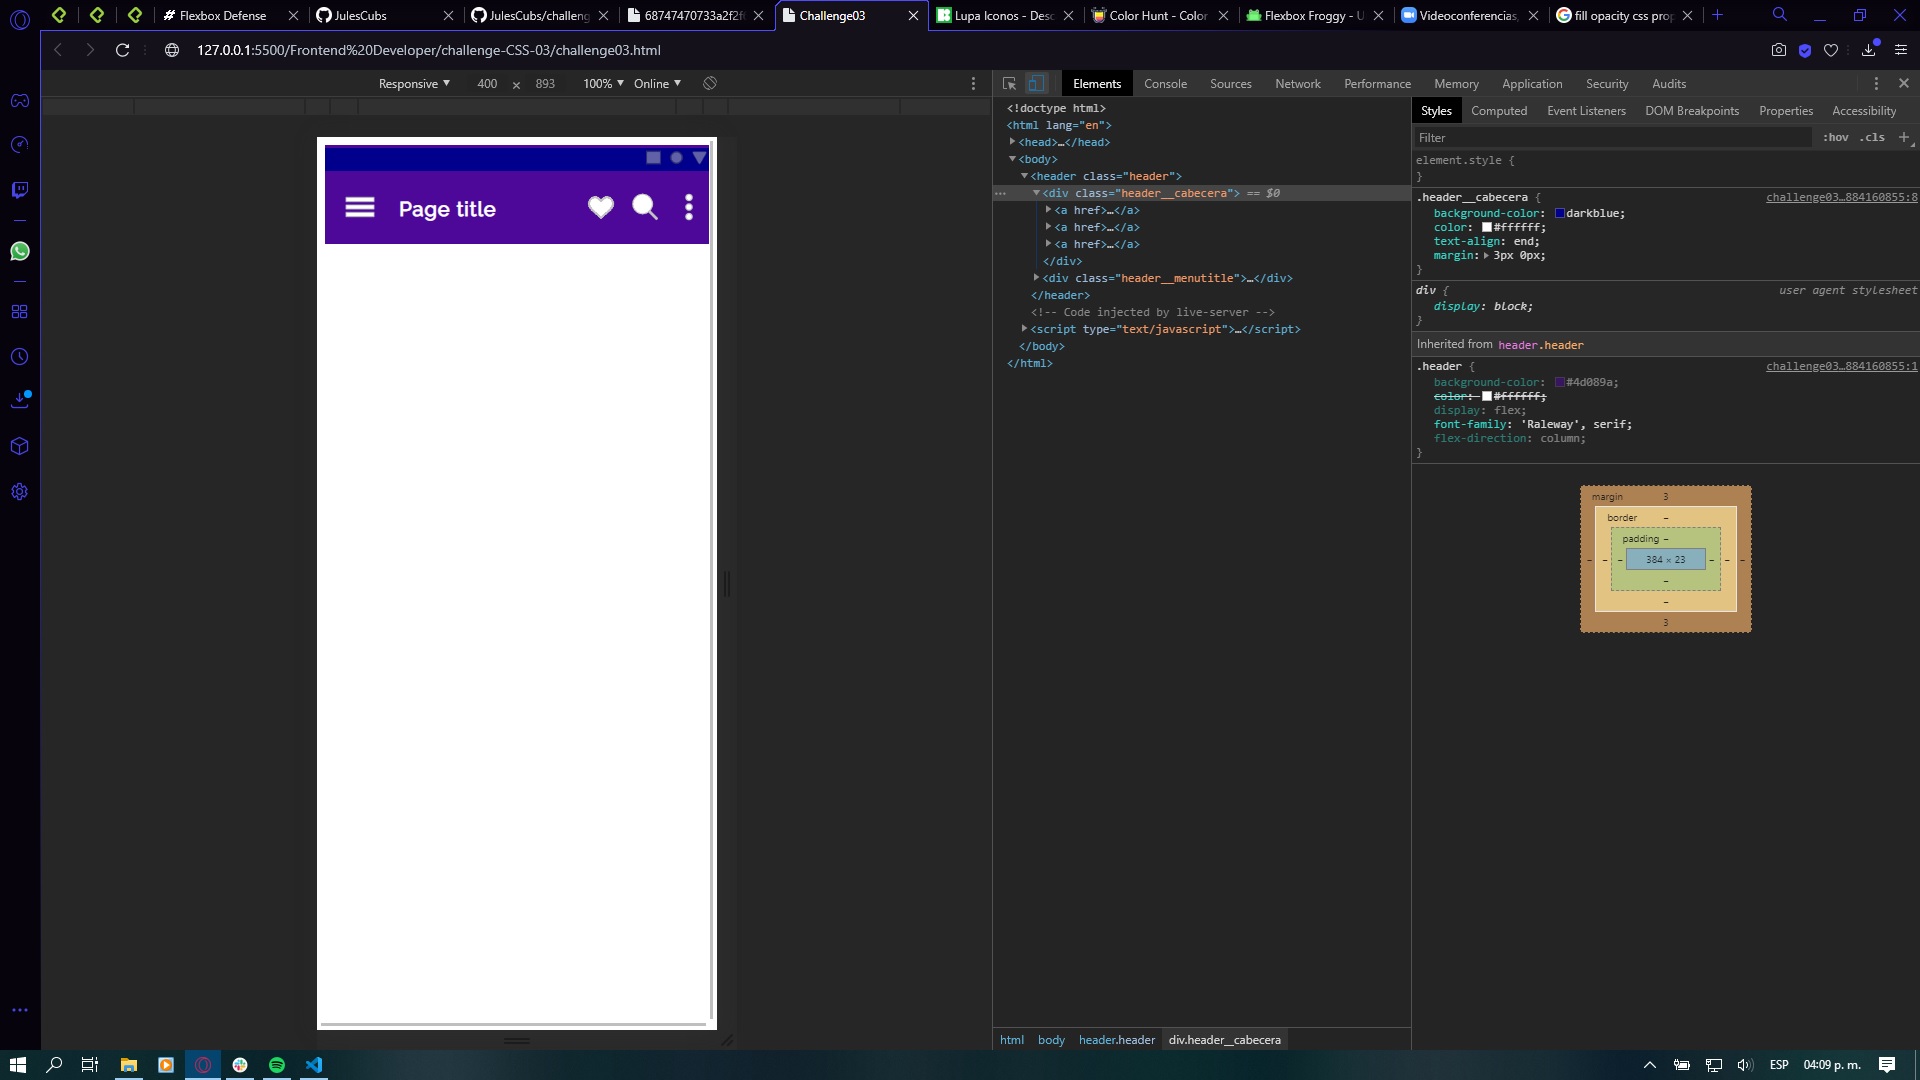 Flexbox Defense
JulesCubs
JulesCubs/challeng
68747470733a2f2f
Challenge03
Lupa Iconos - Desc
Color Hunt - Color
Flexbox Froggy - U
Videoconferencias,
fill opacity css prop
127.0.0.1:5500/Frontend%20Developer/challenge-CSS-03/challenge03.html
Responsive ▼ 400 × 893 100% ▼ Online ▼
Elements Console Sources Network Performance Memory Application Security Audits
Page title
<!doctype html>
<html lang="en">
<head>…</head>
<body>
<header class="header">
<div class="header__cabecera"> == $0
<a href>…</a>
<a href>…</a>
<a href>…</a>
</div>
<div class="header__menutitle">…</div>
</header>
<!-- Code injected by live-server -->
<script type="text/javascript">…</script>
</body>
</html>
html body header.header div.header__cabecera
Styles Computed Event Listeners DOM Breakpoints Properties Accessibility
Filter :hov .cls +
element.style {
}
.header__cabecera { challenge03…884160855:8
background-color: darkblue;
color: #ffffff;
text-align: end;
margin: 3px 0px;
}
div { user agent stylesheet
display: block;
}
Inherited from header.header
.header { challenge03…884160855:1
background-color: #4d089a;
color: #ffffff;
display: flex;
font-family: 'Raleway', serif;
flex-direction: column;
}
margin 3
border –
padding –
– – – 384 × 23 – – –
–
–
3
ESP 04:09 p. m.